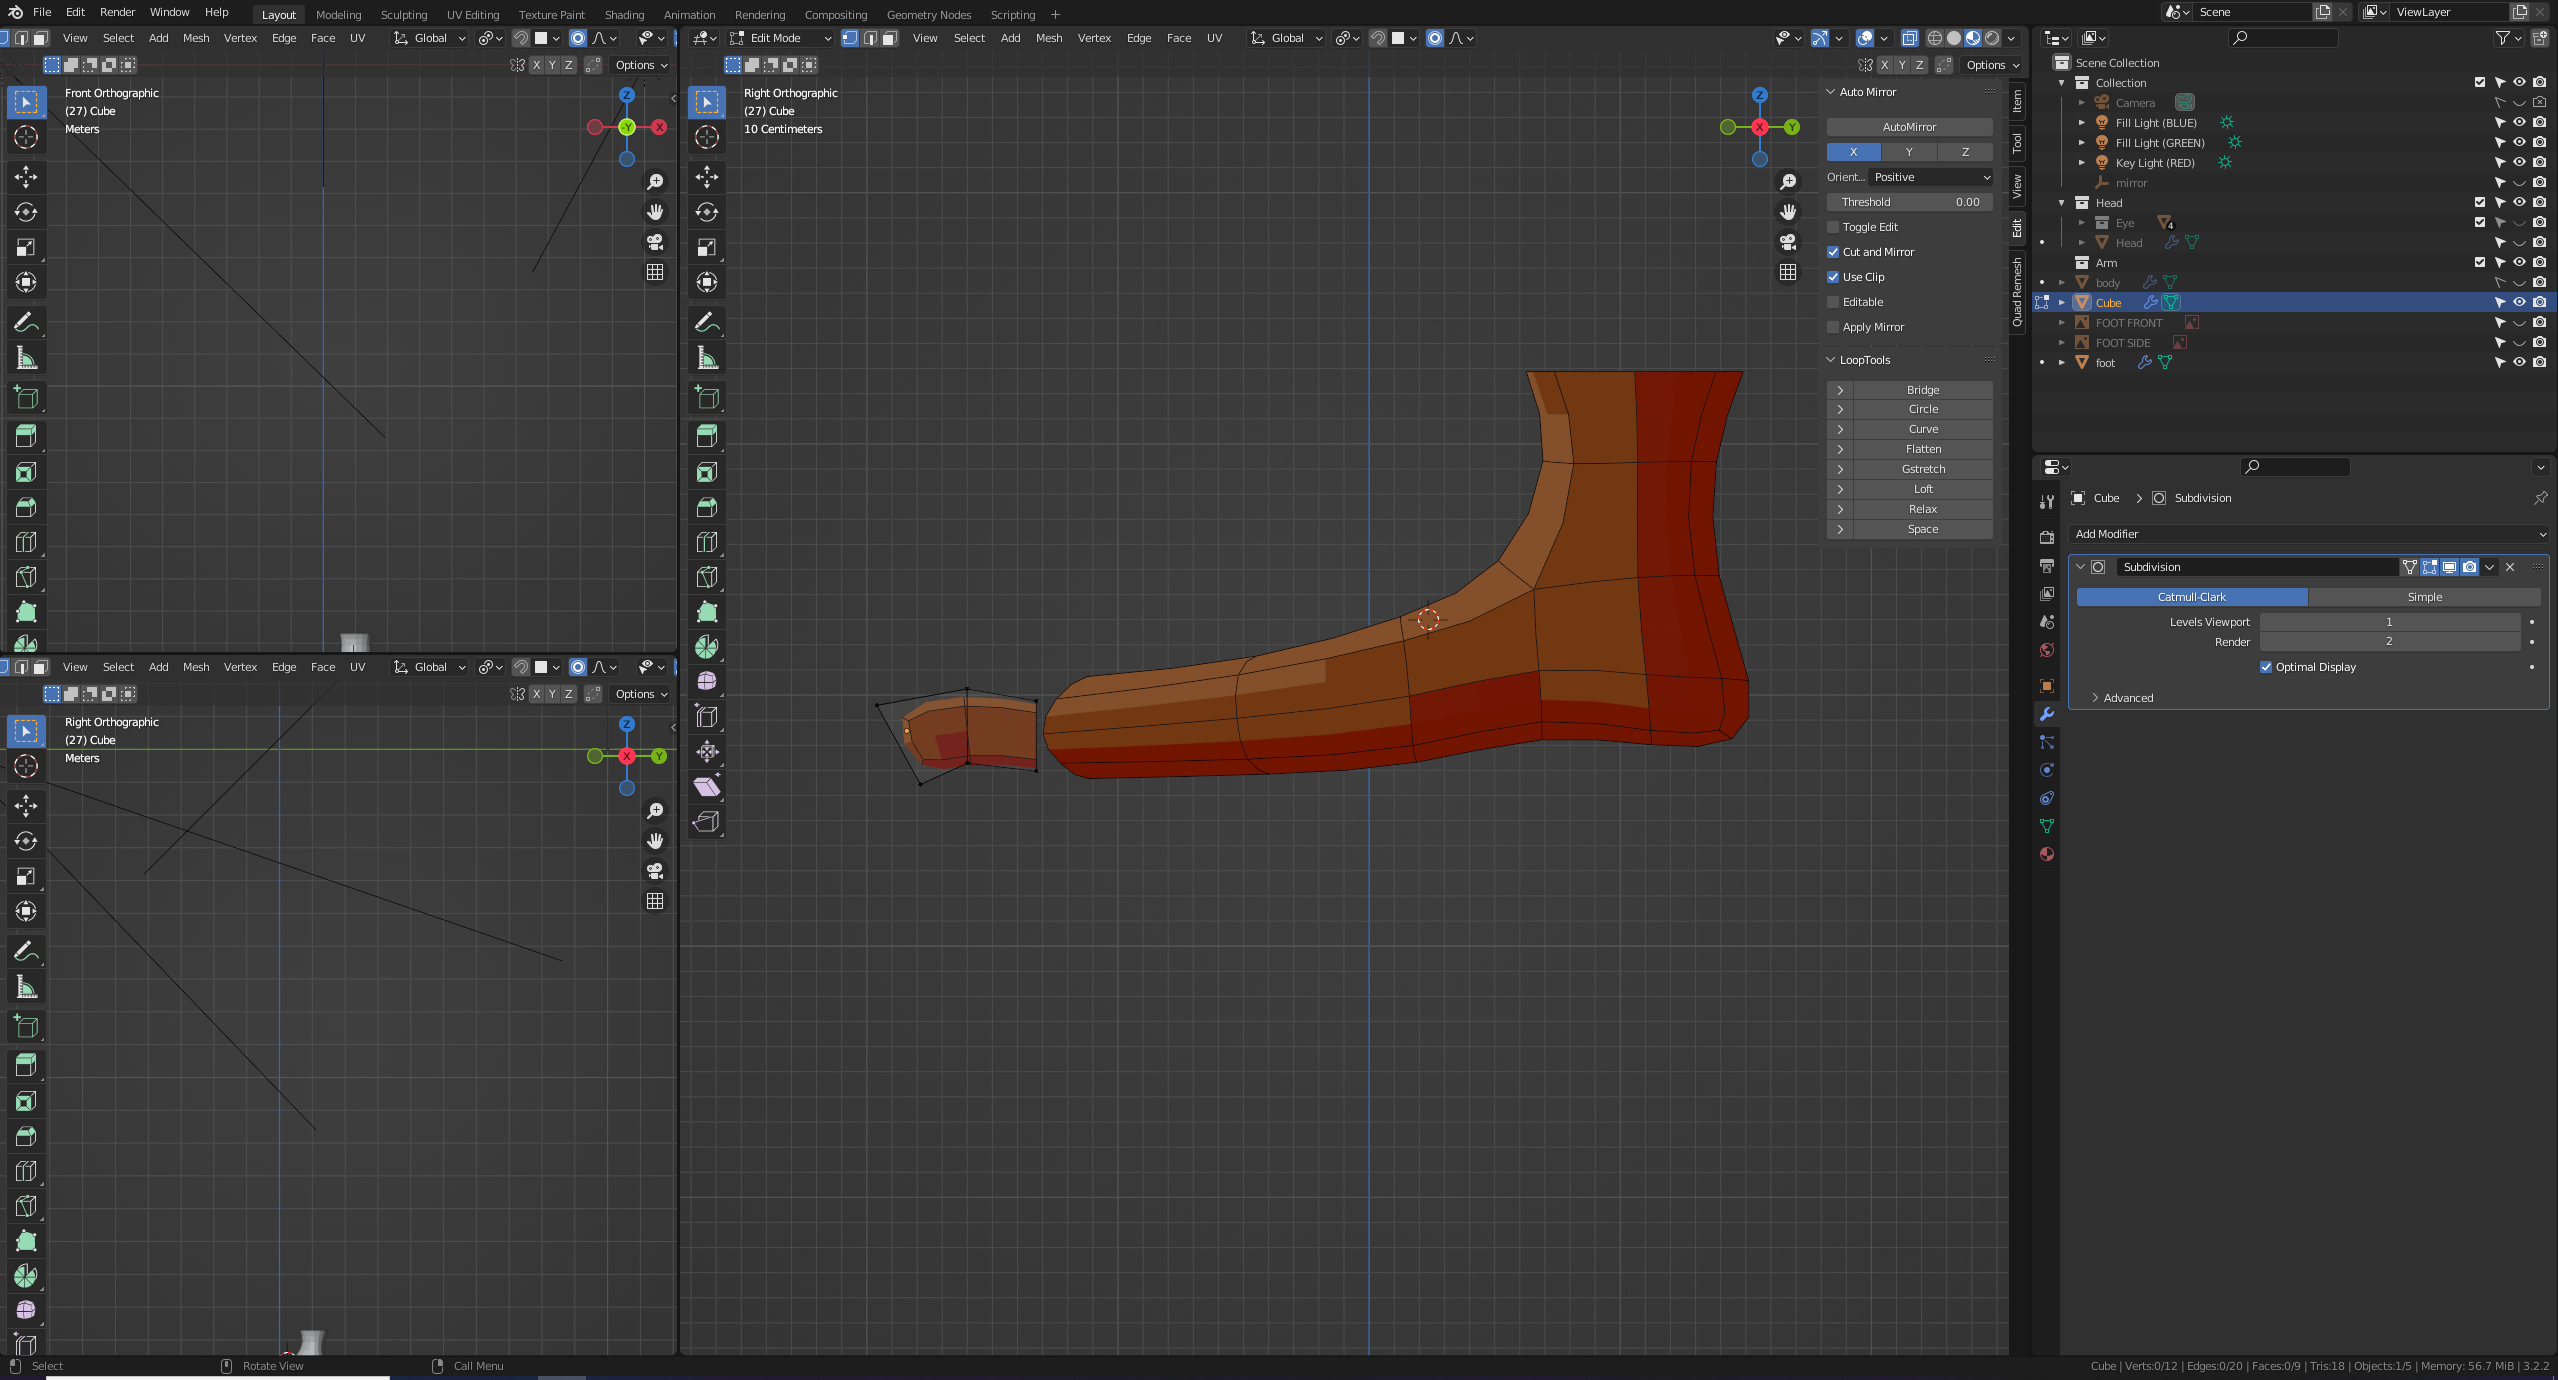 File Edit Render Window Help Layout Modeling Sculpting UV Editing Texture Paint Shading Animation Rendering Compositing Geometry Nodes Scripting + Scene ViewLayer
View Select Add Mesh Vertex Edge Face UV Global
Edit Mode View Select Add Mesh Vertex Edge Face UV Global
X Y Z Options
X Y Z Options
Front Orthographic
(27) Cube
Meters
Z
-Y
X
Right Orthographic
(27) Cube
10 Centimeters
Z
X
Y
Auto Mirror
AutoMirror
X Y Z
Orient... Positive
Threshold 0.00
Toggle Edit
Cut and Mirror
Use Clip
Editable
Apply Mirror
LoopTools
Bridge
Circle
Curve
Flatten
Gstretch
Loft
Relax
Space
Item
Tool
View
Edit
Quad Remesh
Scene Collection
Collection
Camera
Fill Light (BLUE)
Fill Light (GREEN)
Key Light (RED)
mirror
Head
Eye 4
Head
Arm
body
Cube
FOOT FRONT
FOOT SIDE
foot
Cube Subdivision
Add Modifier
Subdivision
Catmull-Clark Simple
Levels Viewport 1
Render 2
Optimal Display
Advanced
View Select Add Mesh Vertex Edge Face UV Global
X Y Z Options
Right Orthographic
(27) Cube
Meters
Z
X
Y
Select Rotate View Call Menu
Cube | Verts:0/12 | Edges:0/20 | Faces:0/9 | Tris:18 | Objects:1/5 | Memory: 56.7 MiB | 3.2.2